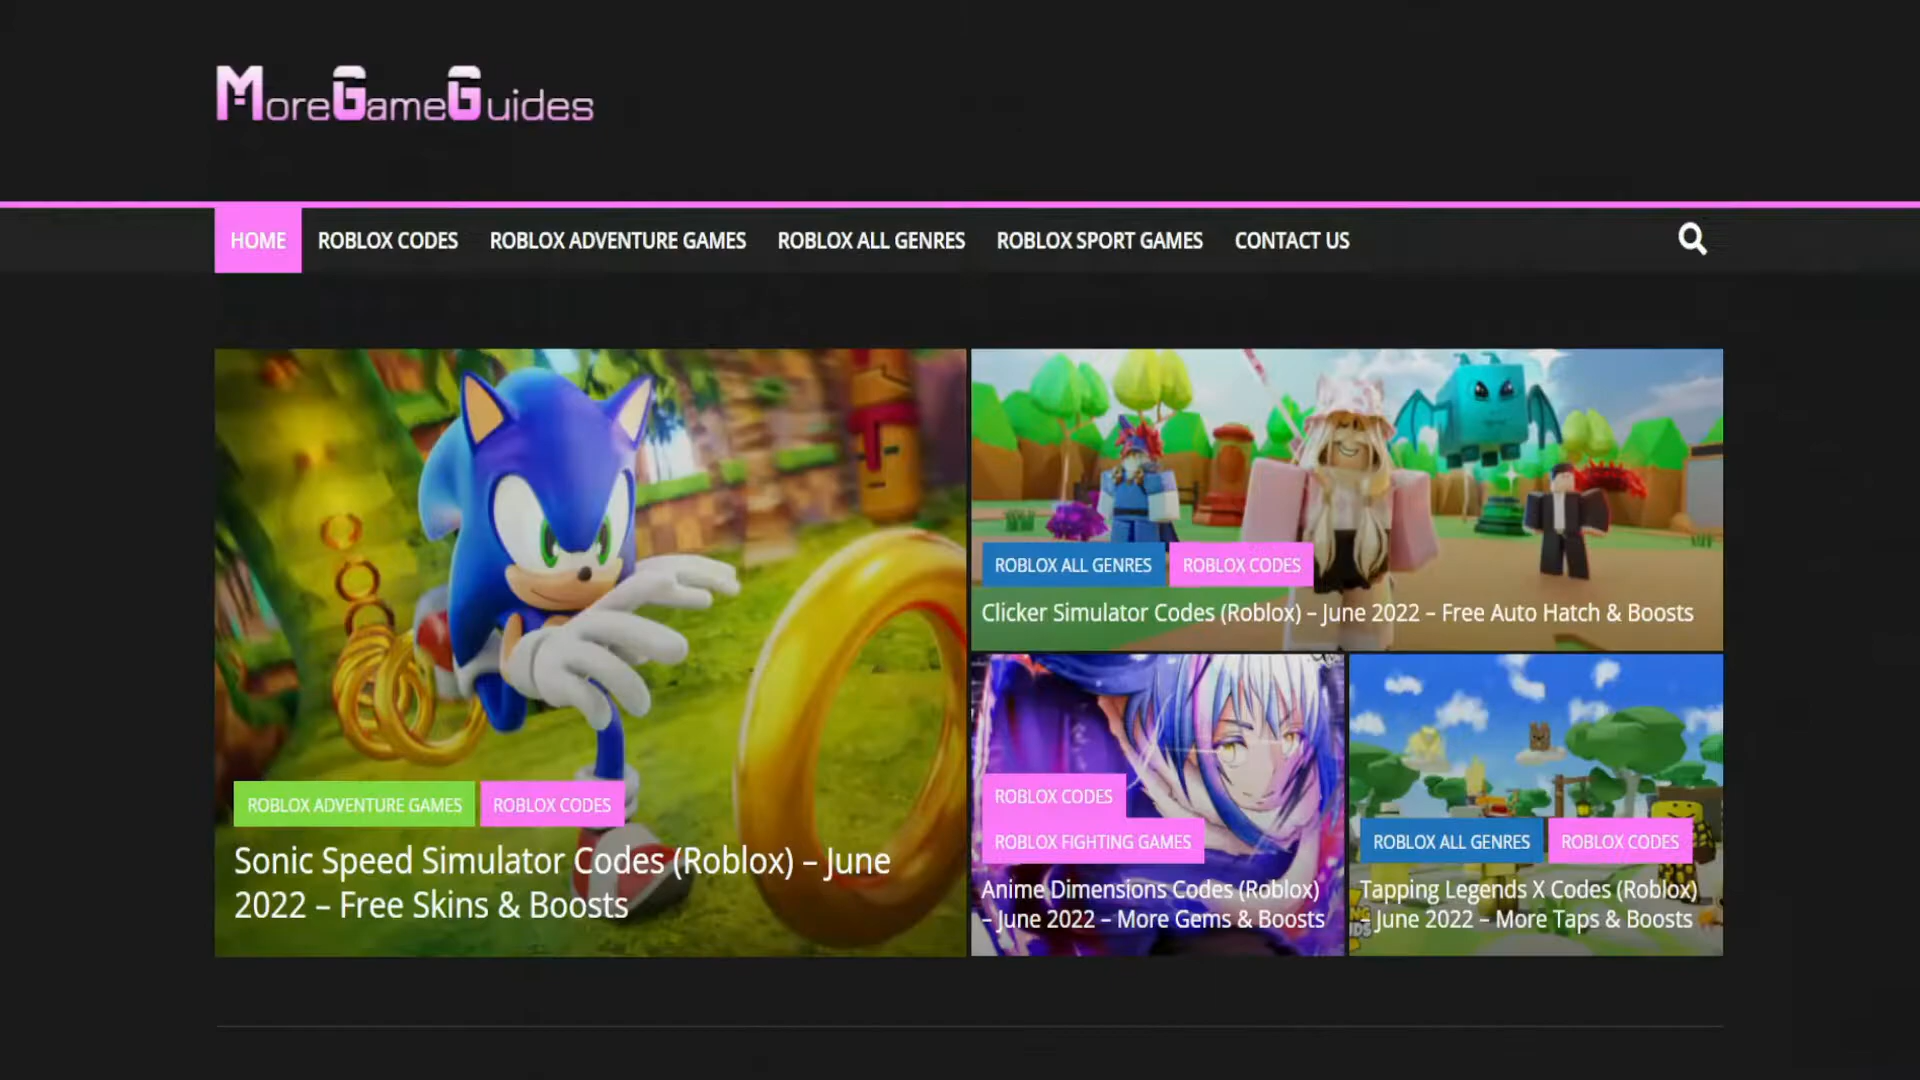 MoreGameGuides
HOME ROBLOX CODES ROBLOX ADVENTURE GAMES ROBLOX ALL GENRES ROBLOX SPORT GAMES CONTACT US
ROBLOX ADVENTURE GAMES ROBLOX CODES
Sonic Speed Simulator Codes (Roblox) – June
2022 – Free Skins & Boosts
ROBLOX ALL GENRES ROBLOX CODES
Clicker Simulator Codes (Roblox) – June 2022 – Free Auto Hatch & Boosts
ROBLOX CODES
ROBLOX FIGHTING GAMES
Anime Dimensions Codes (Roblox)
– June 2022 – More Gems & Boosts
ROBLOX ALL GENRES ROBLOX CODES
Tapping Legends X Codes (Roblox)
– June 2022 – More Taps & Boosts